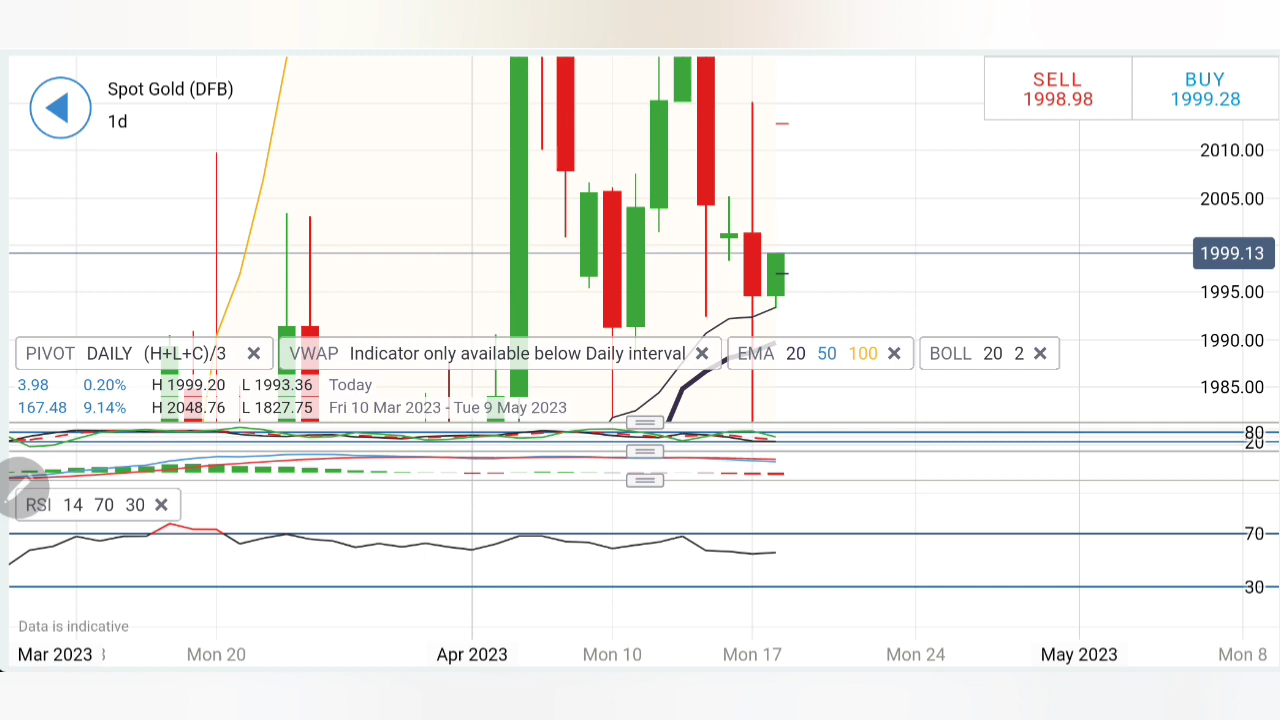 Spot Gold (DFB)
1d
SELL
1998.98
BUY
1999.28
2010.00
2005.00
1999.13
1995.00
1990.00
1985.00
PIVOT DAILY (H+L+C)/3
VWAP Indicator only available below Daily interval
EMA 20 50 100
BOLL 20 2
3.98 0.20% H 1999.20 L 1993.36 Today
167.48 9.14% H 2048.76 L 1827.75 Fri 10 Mar 2023 - Tue 9 May 2023
80
20
RSI 14 70 30
70
30
Data is indicative
Mar 2023 Mon 20 Apr 2023 Mon 10 Mon 17 Mon 24 May 2023 Mon 8